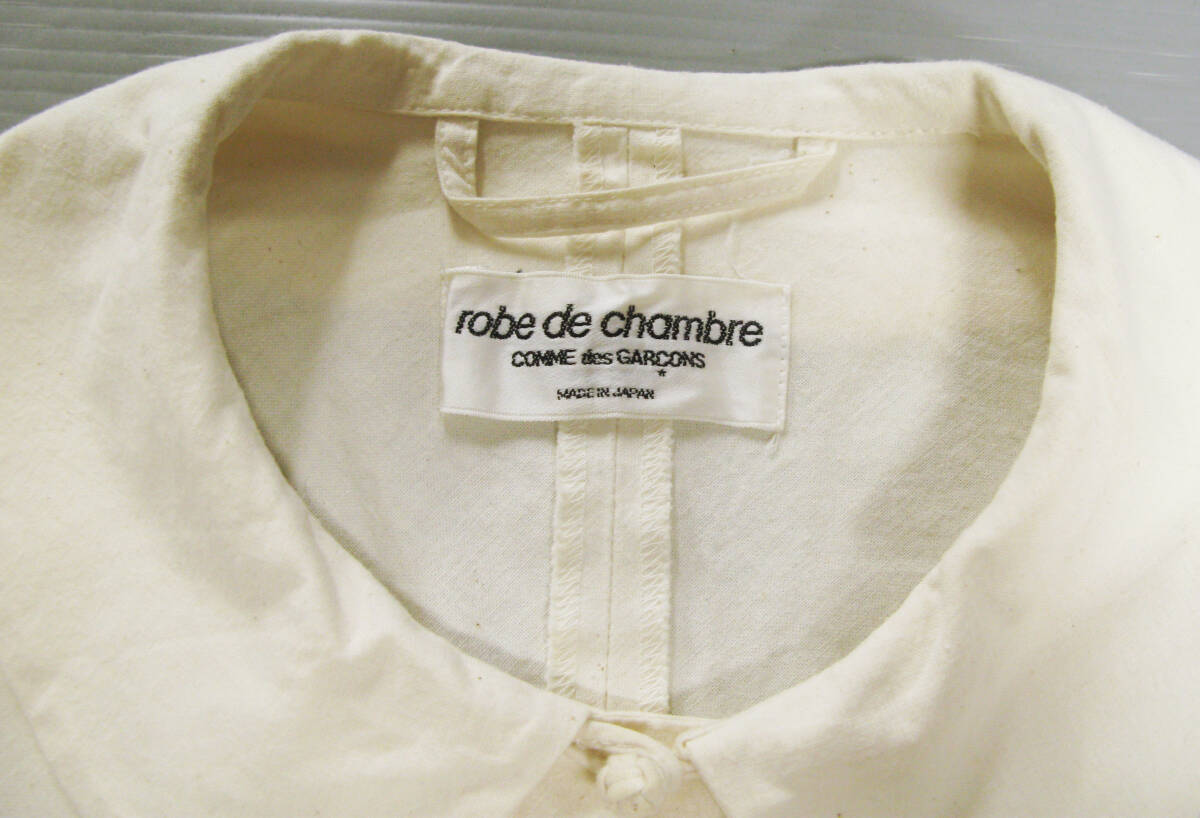 robe de chambre
COMME des GARÇONS
*
MADE IN JAPAN